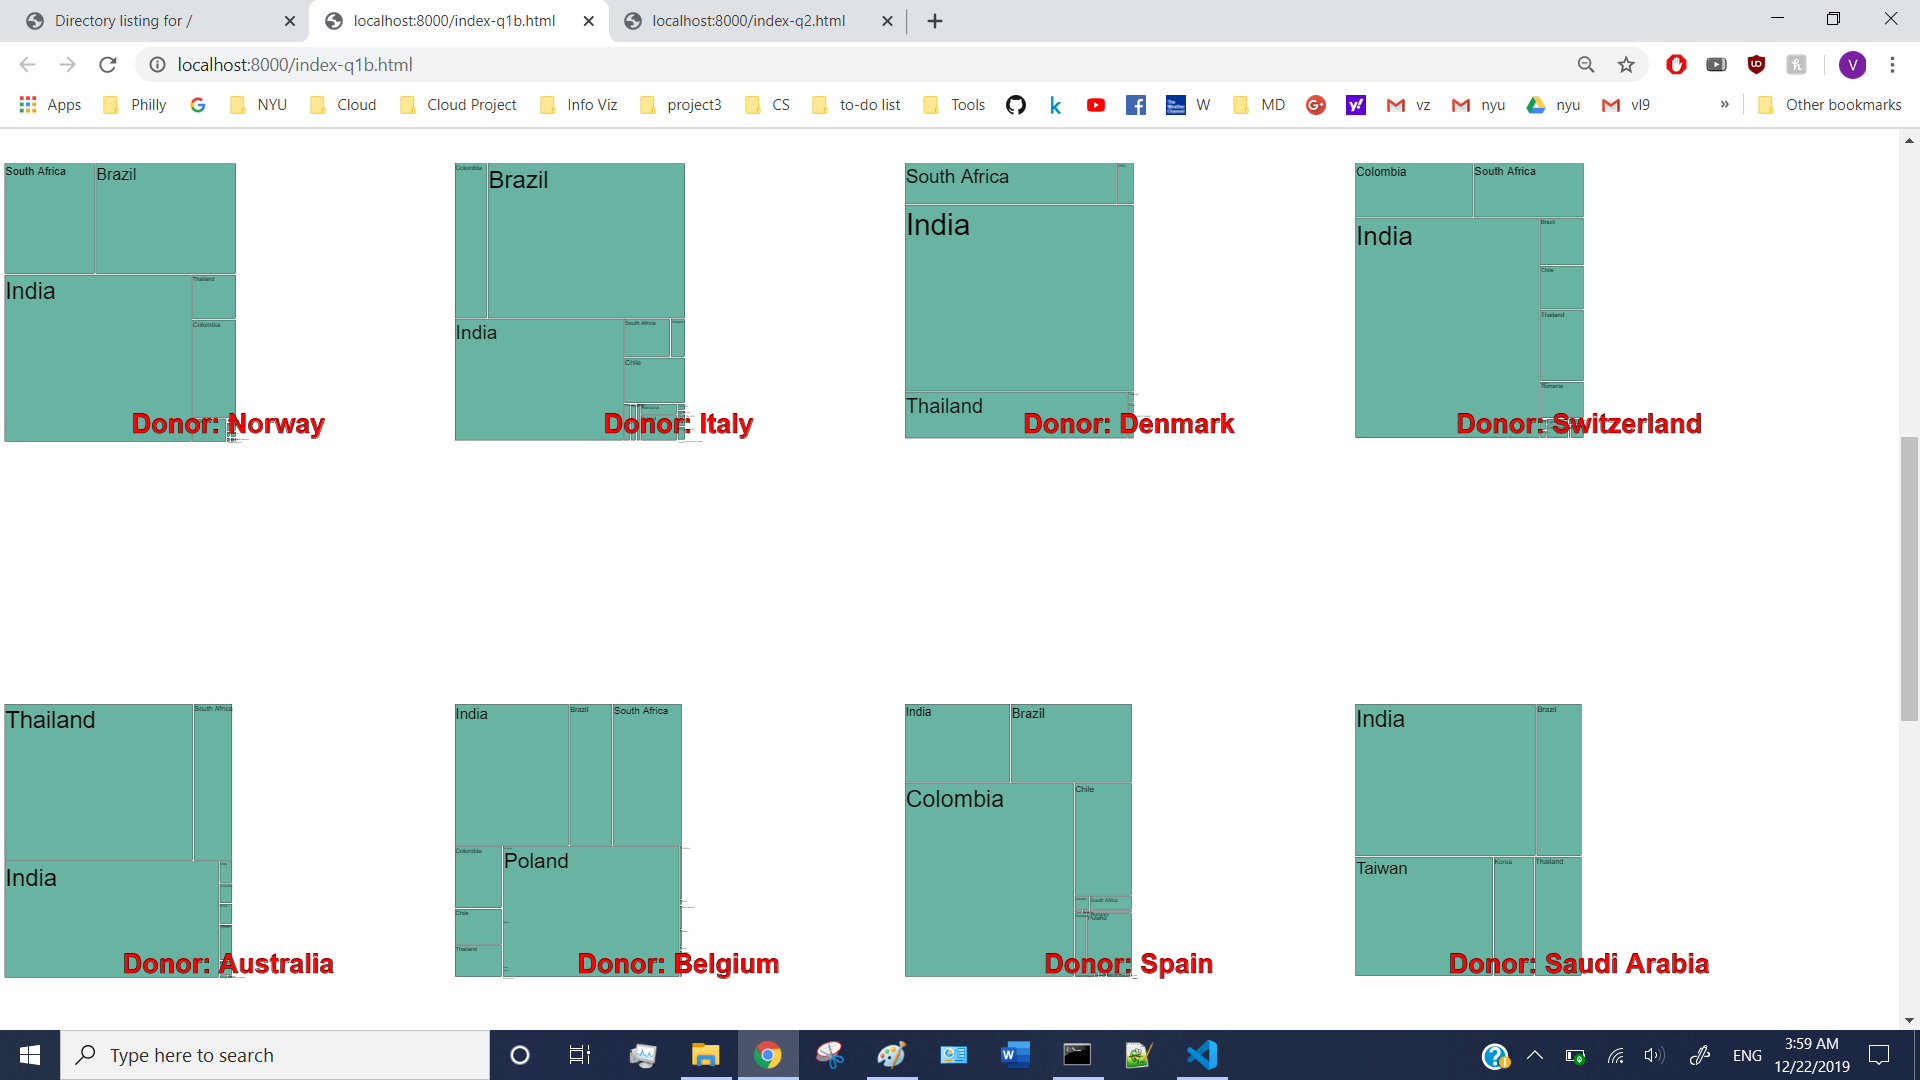 Directory listing for /
localhost:8000/index-q1b.html
localhost:8000/index-q2.html
localhost:8000/index-q1b.html
V
Apps Philly NYU Cloud Cloud Project Info Viz project3 CS to-do list Tools W MD vz nyu nyu vl9 » Other bookmarks
South Africa Brazil
India
Thailand
Colombia
Donor: Norway
Colombia Brazil
India
South Africa
Chile
Romania
Donor: Italy
South Africa
India
Thailand
Donor: Denmark
Colombia South Africa
India
Brazil
Chile
Thailand
Romania
Donor: Switzerland
Thailand
South Africa
India
Donor: Australia
India Brazil South Africa
Colombia
Poland
Chile
Thailand
Donor: Belgium
India Brazil
Colombia
Chile
South Africa
Poland
Donor: Spain
India
Brazil
Taiwan Korea Thailand
Donor: Saudi Arabia
Type here to search
ENG
3:59 AM
12/22/2019